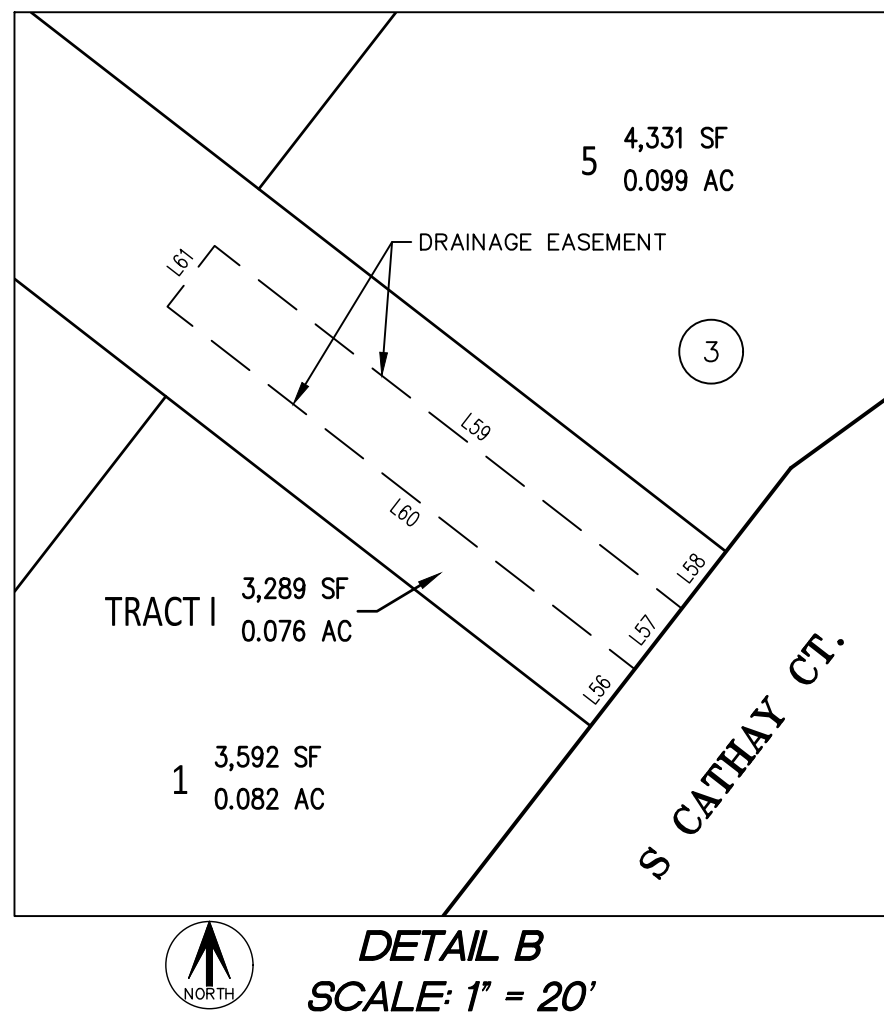 4,331 SF
5
0.099 AC
DRAINAGE EASEMENT
L61
3
L59
L60
L58
TRACT I
3,289 SF
0.076 AC
L57
L56
S CATHAY CT.
1
3,592 SF
0.082 AC
NORTH
DETAIL B
SCALE: 1" = 20'